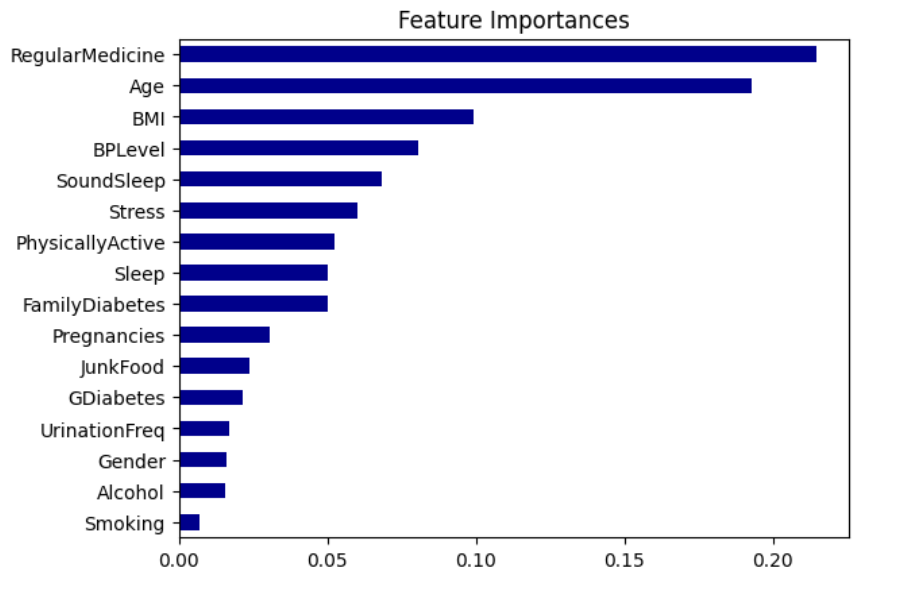 Feature Importances
RegularMedicine
Age
BMI
BPLevel
SoundSleep
Stress
PhysicallyActive
Sleep
FamilyDiabetes
Pregnancies
JunkFood
GDiabetes
UrinationFreq
Gender
Alcohol
Smoking
0.00 0.05 0.10 0.15 0.20